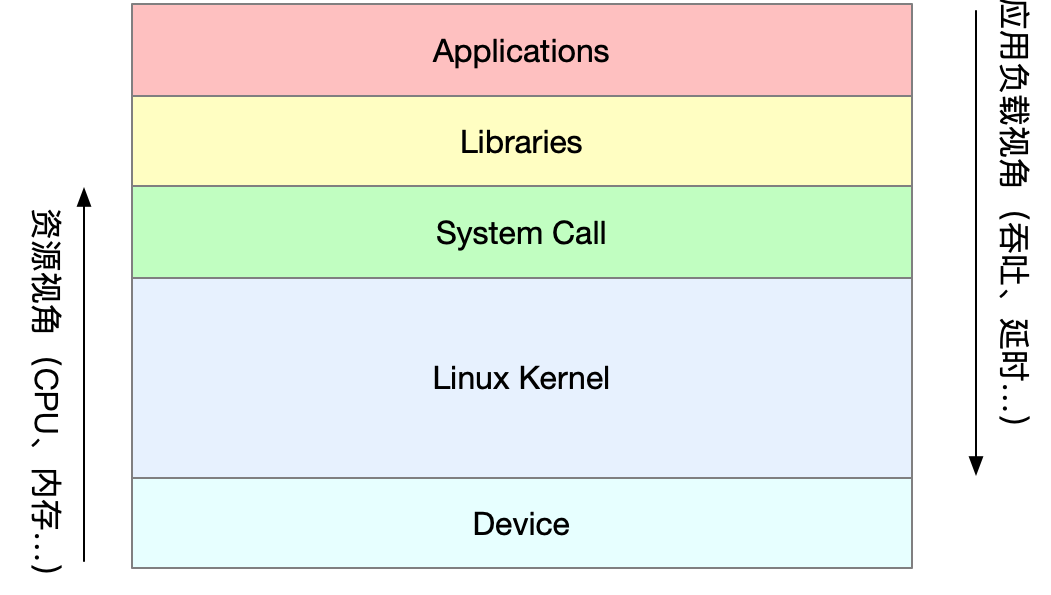 Applications
Libraries
System Call
Linux Kernel
Device
资源视角（CPU、内存...）
应用负载视角（吞吐、延时...）